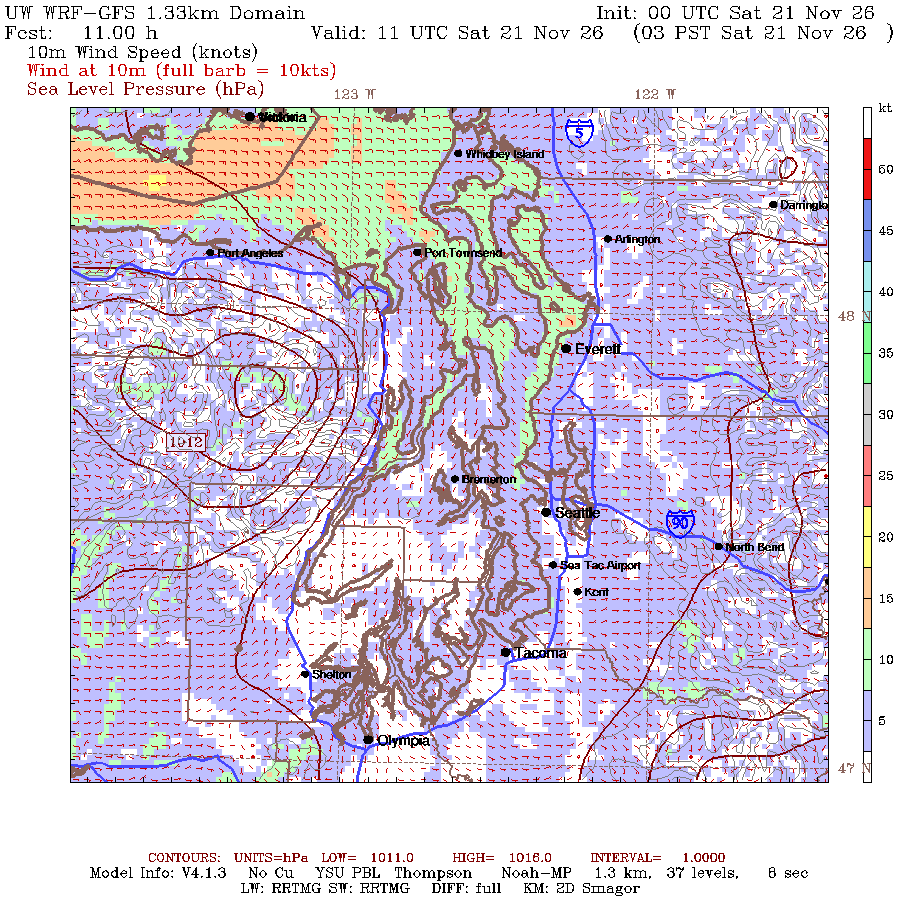 UW WRF-GFS 1.33km Domain Init: 00 UTC Sat 21 Nov 26
Fcst: 11.00 h Valid: 11 UTC Sat 21 Nov 26 (03 PST Sat 21 Nov 26 )
10m Wind Speed (knots)
Wind at 10m (full barb = 10kts)
Sea Level Pressure (hPa)
123 W 122 W
kt
Victoria
5
Whidbey Island
60
Darringto
45
Arlington
Port Angeles
Port Townsend
40
48 N
Everett
35
30
1012
Bremerton
25
Seattle
90
20
North Bend
Sea Tac Airport
Kent
15
Tacoma
10
Shelton
5
Olympia
47 N
CONTOURS: UNITS=hPa LOW= 1011.0 HIGH= 1016.0 INTERVAL= 1.0000
Model Info: V4.1.3 No Cu YSU PBL Thompson Noah-MP 1.3 km, 37 levels, 8 sec
LW: RRTMG SW: RRTMG DIFF: full KM: 2D Smagor